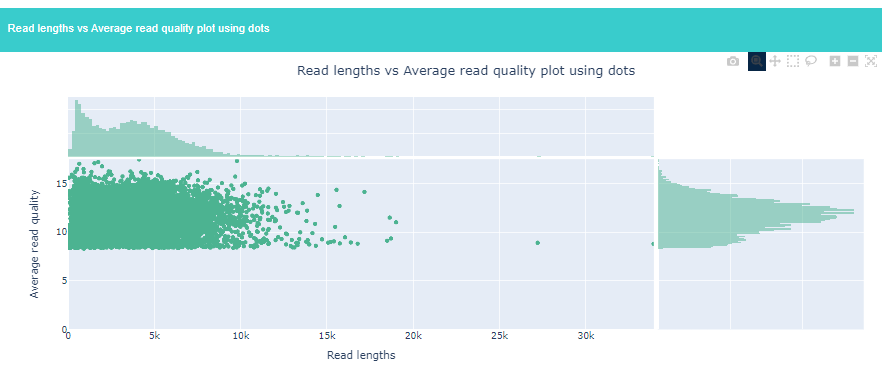 Read lengths vs Average read quality plot using dots
Read lengths vs Average read quality plot using dots
Average read quality
15
10
5
0
0 5k 10k 15k 20k 25k 30k
Read lengths